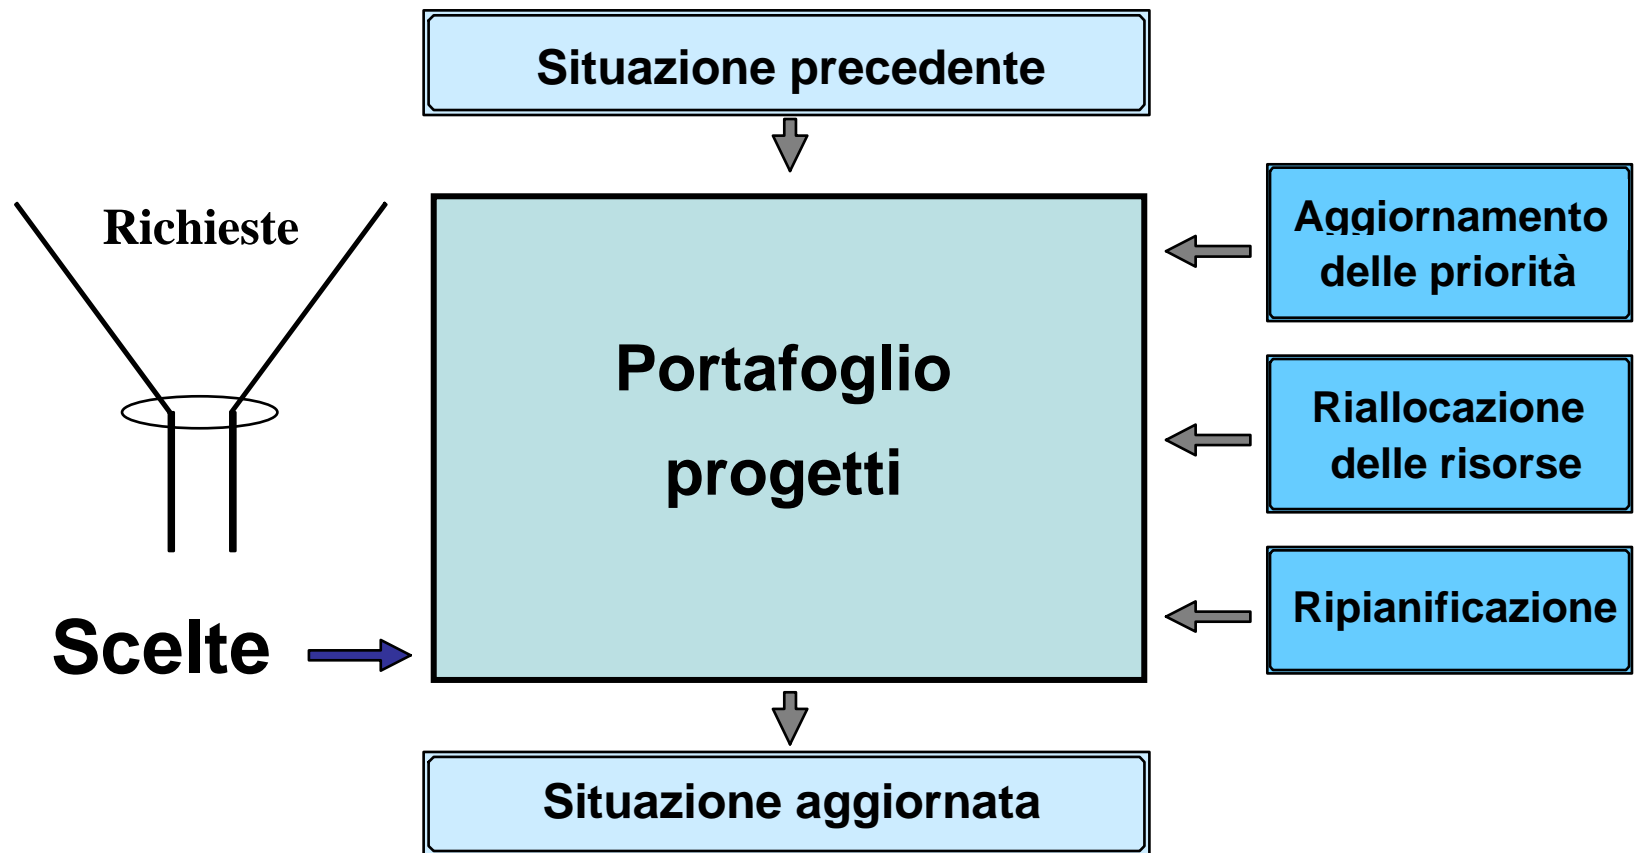 Situazione precedente
Richieste
Aggiornamento
delle priorità
Portafoglio
progetti
Riallocazione
delle risorse
Ripianificazione
Scelte
Situazione aggiornata